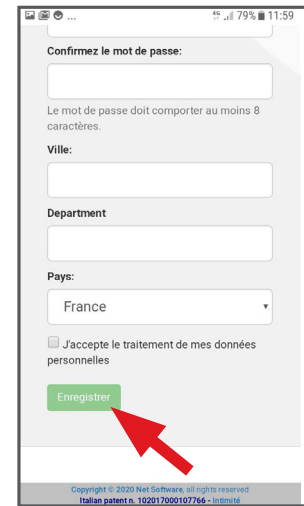 ... 4G 79% 11:59
Confirmez le mot de passe:
Le mot de passe doit comporter au moins 8
caractères.
Ville:
Department
Pays:
France
J'accepte le traitement de mes données
personnelles
Enregistrer
Copyright © 2020 Net Software, all rights reserved
Italian patent n. 102017000107766 - Intimité